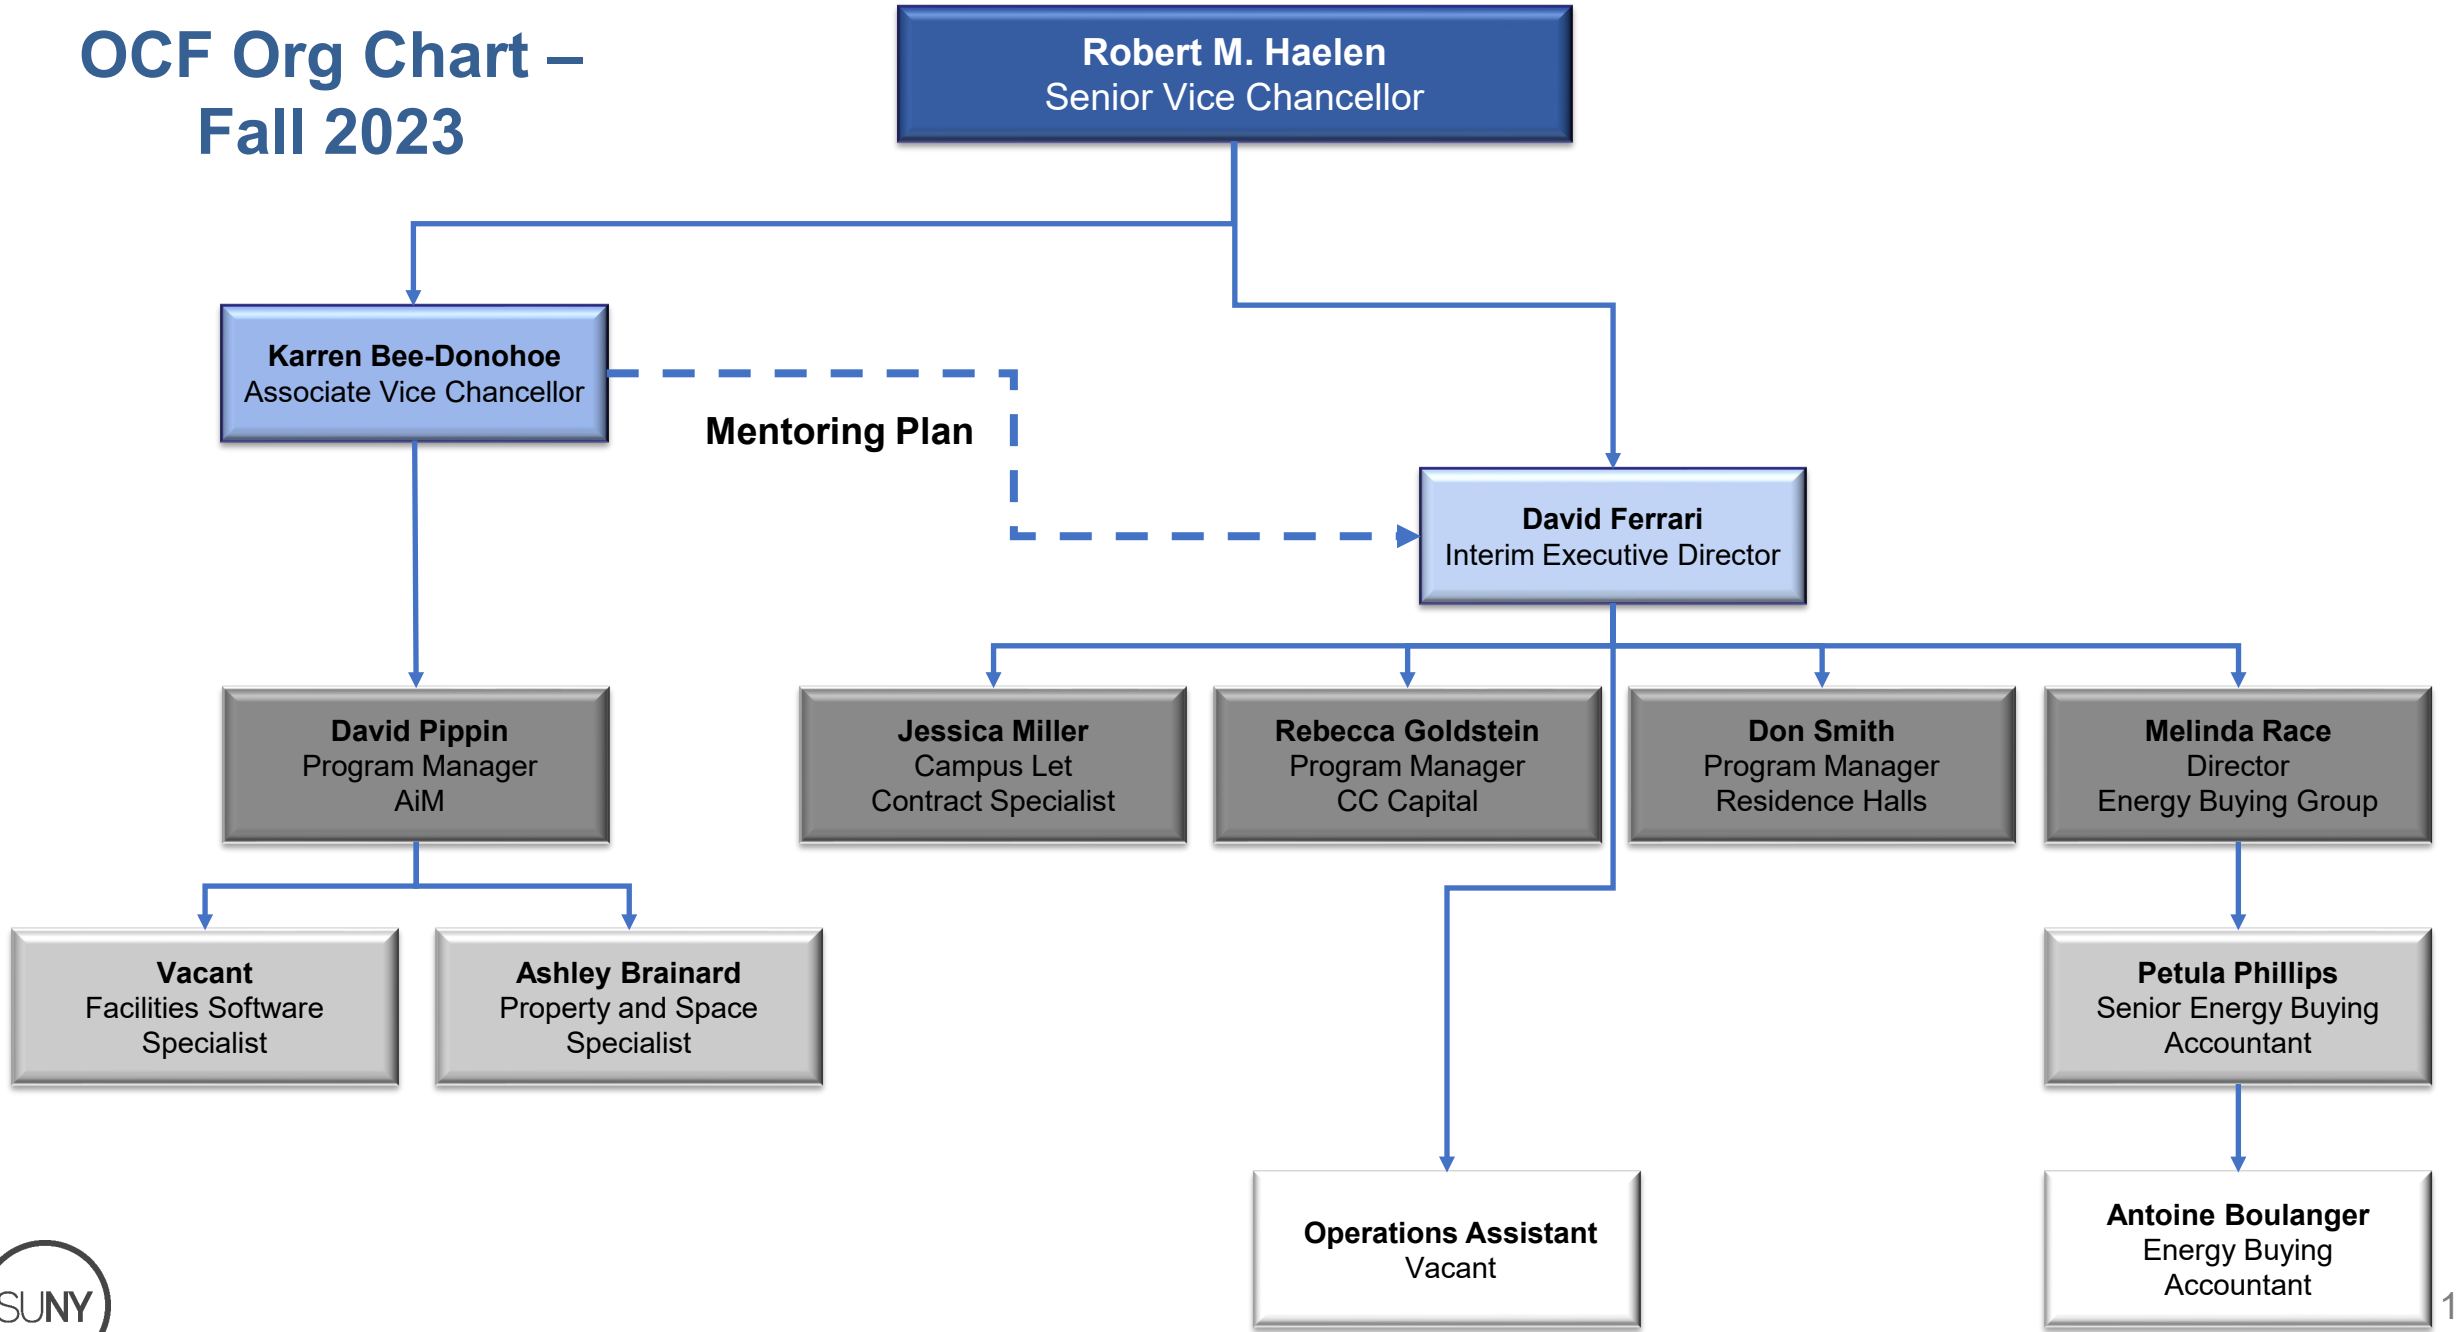 OCF Org Chart –
Fall 2023
Robert M. Haelen
Senior Vice Chancellor
Karren Bee-Donohoe
Associate Vice Chancellor
Mentoring Plan
David Ferrari
Interim Executive Director
David Pippin
Program Manager
AiM
Jessica Miller
Campus Let
Contract Specialist
Rebecca Goldstein
Program Manager
CC Capital
Don Smith
Program Manager
Residence Halls
Melinda Race
Director
Energy Buying Group
Vacant
Facilities Software
Specialist
Ashley Brainard
Property and Space
Specialist
Petula Phillips
Senior Energy Buying
Accountant
Operations Assistant
Vacant
Antoine Boulanger
Energy Buying
Accountant
SUNY
1